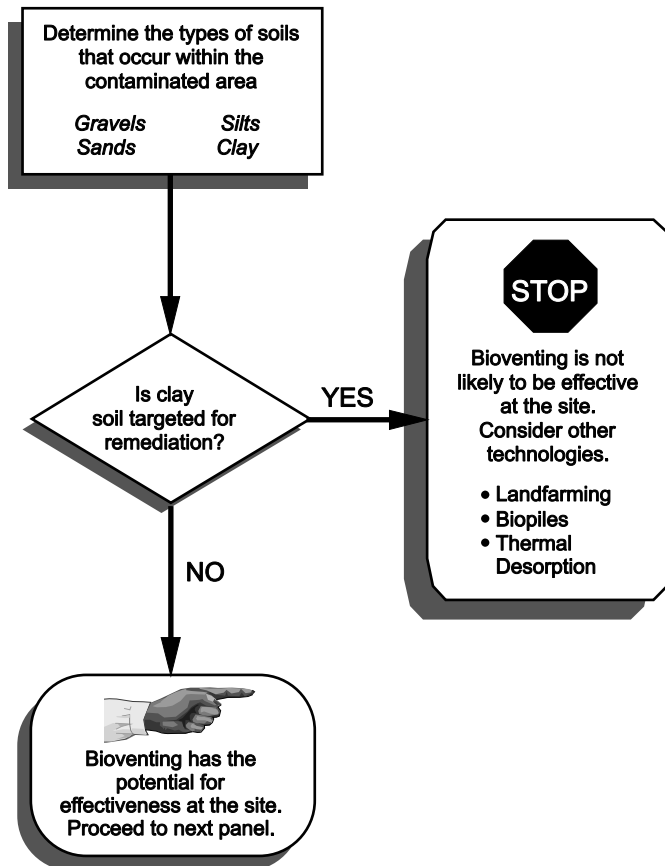 Determine the types of soils
that occur within the
contaminated area
Gravels Silts
Sands Clay
Is clay
soil targeted for
remediation?
YES
STOP
Bioventing is not
likely to be effective
at the site.
Consider other
technologies.
• Landfarming
• Biopiles
• Thermal
Desorption
NO
Bioventing has the
potential for
effectiveness at the site.
Proceed to next panel.